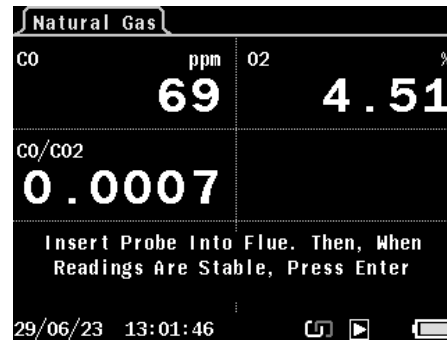 Natural Gas
CO ppm O2 %
69 4.51
CO/CO2
0.0007
Insert Probe Into Flue. Then, When
Readings Are Stable, Press Enter
29/06/23 13:01:46